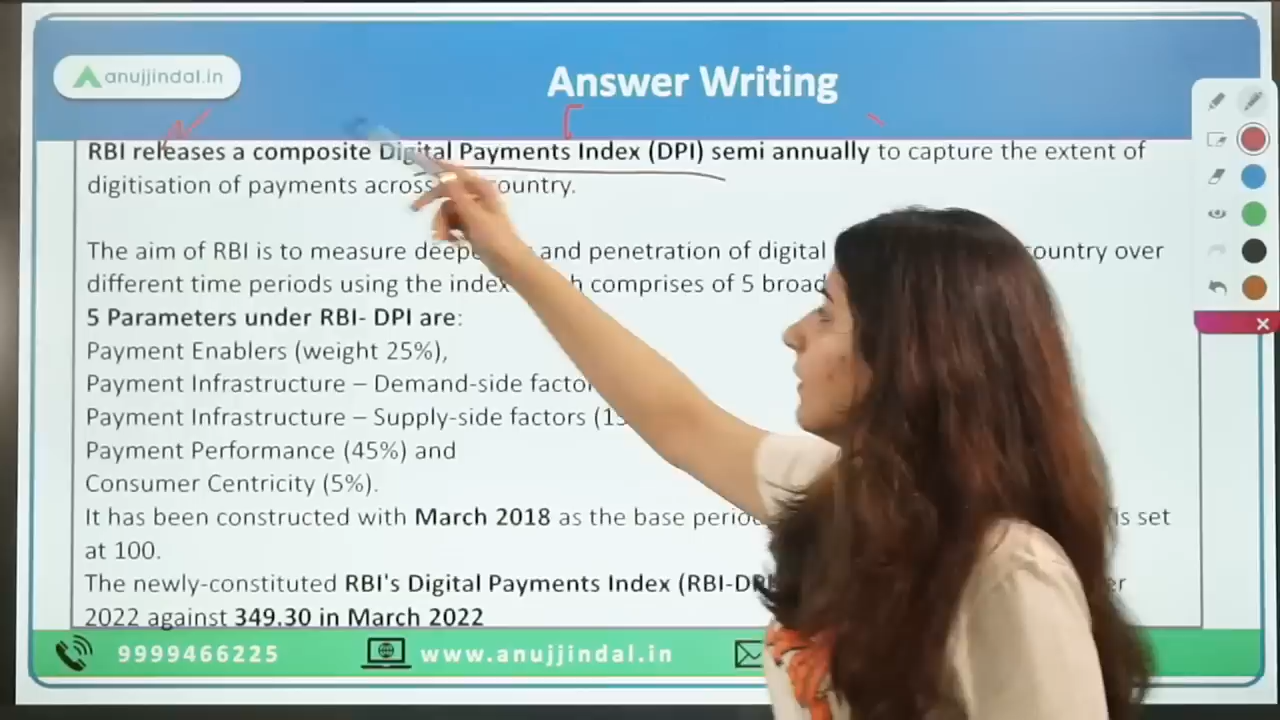 anujjindal.in
Answer Writing
RBI releases a composite Digital Payments Index (DPI) semi annually to capture the extent of
digitisation of payments across country.
The aim of RBI is to measure and penetration of digital country over
different time periods using the index comprises of 5 broad
5 Parameters under RBI- DPI are:
Payment Enablers (weight 25%),
Payment Infrastructure – Demand-side
Payment Infrastructure – Supply-side factors
Payment Performance (45%) and
Consumer Centricity (5%).
It has been constructed with March 2018 as the base is set
at 100.
The newly-constituted RBI's Digital Payments Index
2022 against 349.30 in March 2022
9999466225
www.anujjindal.in